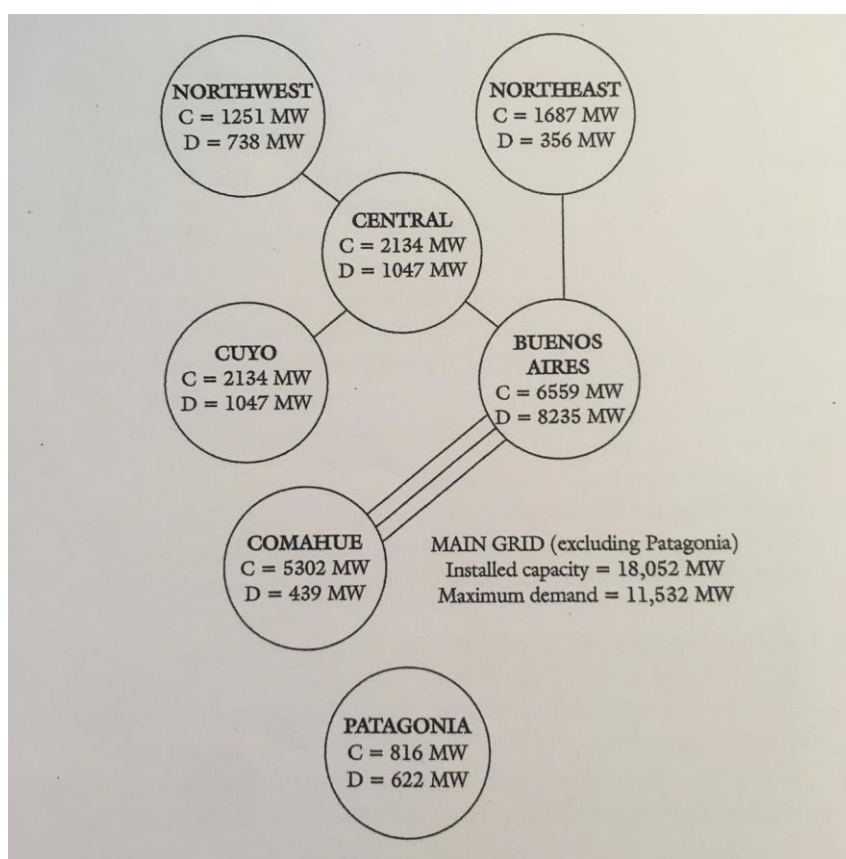 NORTHWEST
C = 1251 MW
D = 738 MW
NORTHEAST
C = 1687 MW
D = 356 MW
CENTRAL
C = 2134 MW
D = 1047 MW
CUYO
C = 2134 MW
D = 1047 MW
BUENOS
AIRES
C = 6559 MW
D = 8235 MW
COMAHUE
C = 5302 MW
D = 439 MW
MAIN GRID (excluding Patagonia)
Installed capacity = 18,052 MW
Maximum demand = 11,532 MW
PATAGONIA
C = 816 MW
D = 622 MW